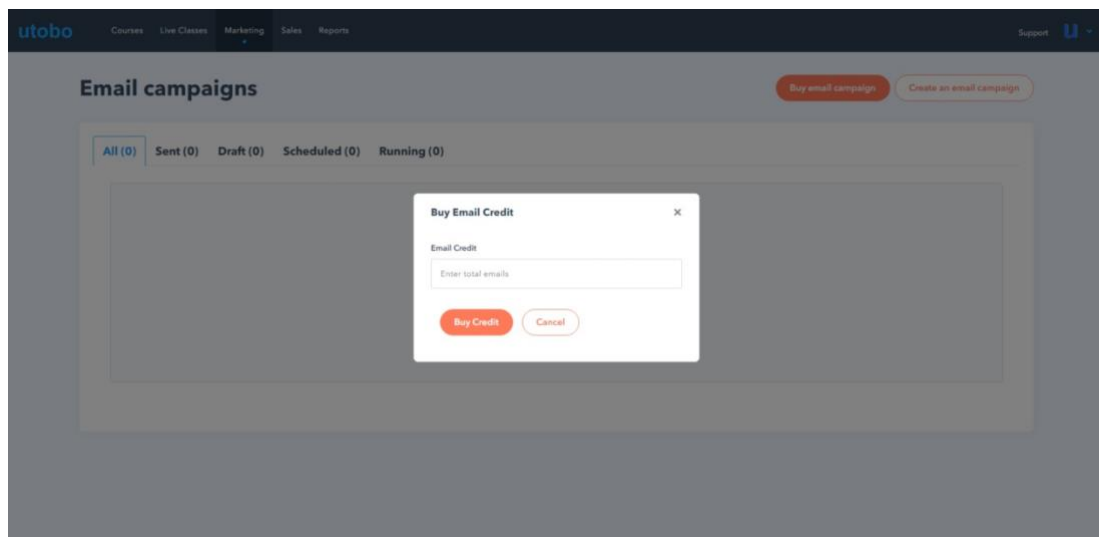 utobo Courses Live Classes Marketing Sales Reports Support U
Email campaigns Buy email campaign Create an email campaign
All (0) Sent (0) Draft (0) Scheduled (0) Running (0)
Buy Email Credit ×
Email Credit
Enter total emails
Buy Credit Cancel